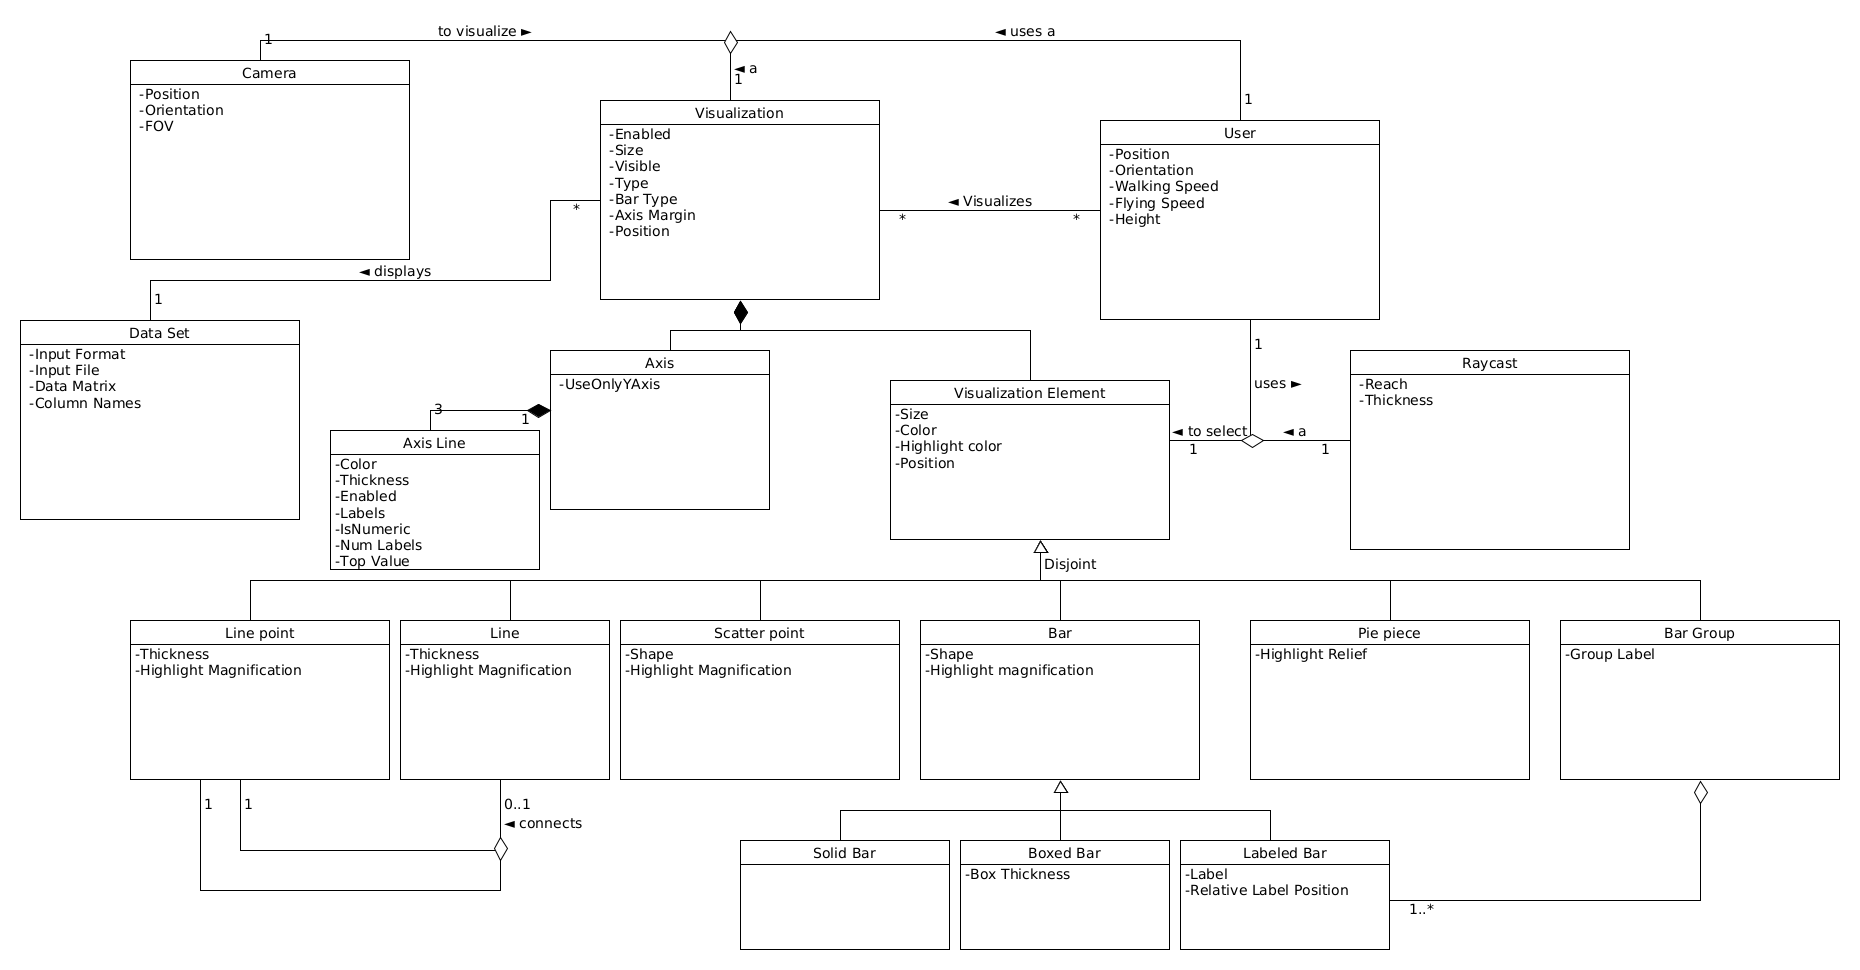 to visualize ►
◄ uses a
1
◄ a
1
1
Camera
-Position
-Orientation
-FOV
Visualization
-Enabled
-Size
-Visible
-Type
-Bar Type
-Axis Margin
-Position
User
-Position
-Orientation
-Walking Speed
-Flying Speed
-Height
◄ Visualizes
*
*
*
◄ displays
1
Data Set
-Input Format
-Input File
-Data Matrix
-Column Names
Axis
-UseOnlyYAxis
3
1
Axis Line
-Color
-Thickness
-Enabled
-Labels
-IsNumeric
-Num Labels
-Top Value
Visualization Element
-Size
-Color
-Highlight color
-Position
1
uses ►
◄ to select
◄ a
1
1
Raycast
-Reach
-Thickness
Disjoint
Line point
-Thickness
-Highlight Magnification
Line
-Thickness
-Highlight Magnification
Scatter point
-Shape
-Highlight Magnification
Bar
-Shape
-Highlight magnification
Pie piece
-Highlight Relief
Bar Group
-Group Label
1
1
0..1
◄ connects
Solid Bar
Boxed Bar
-Box Thickness
Labeled Bar
-Label
-Relative Label Position
1..*